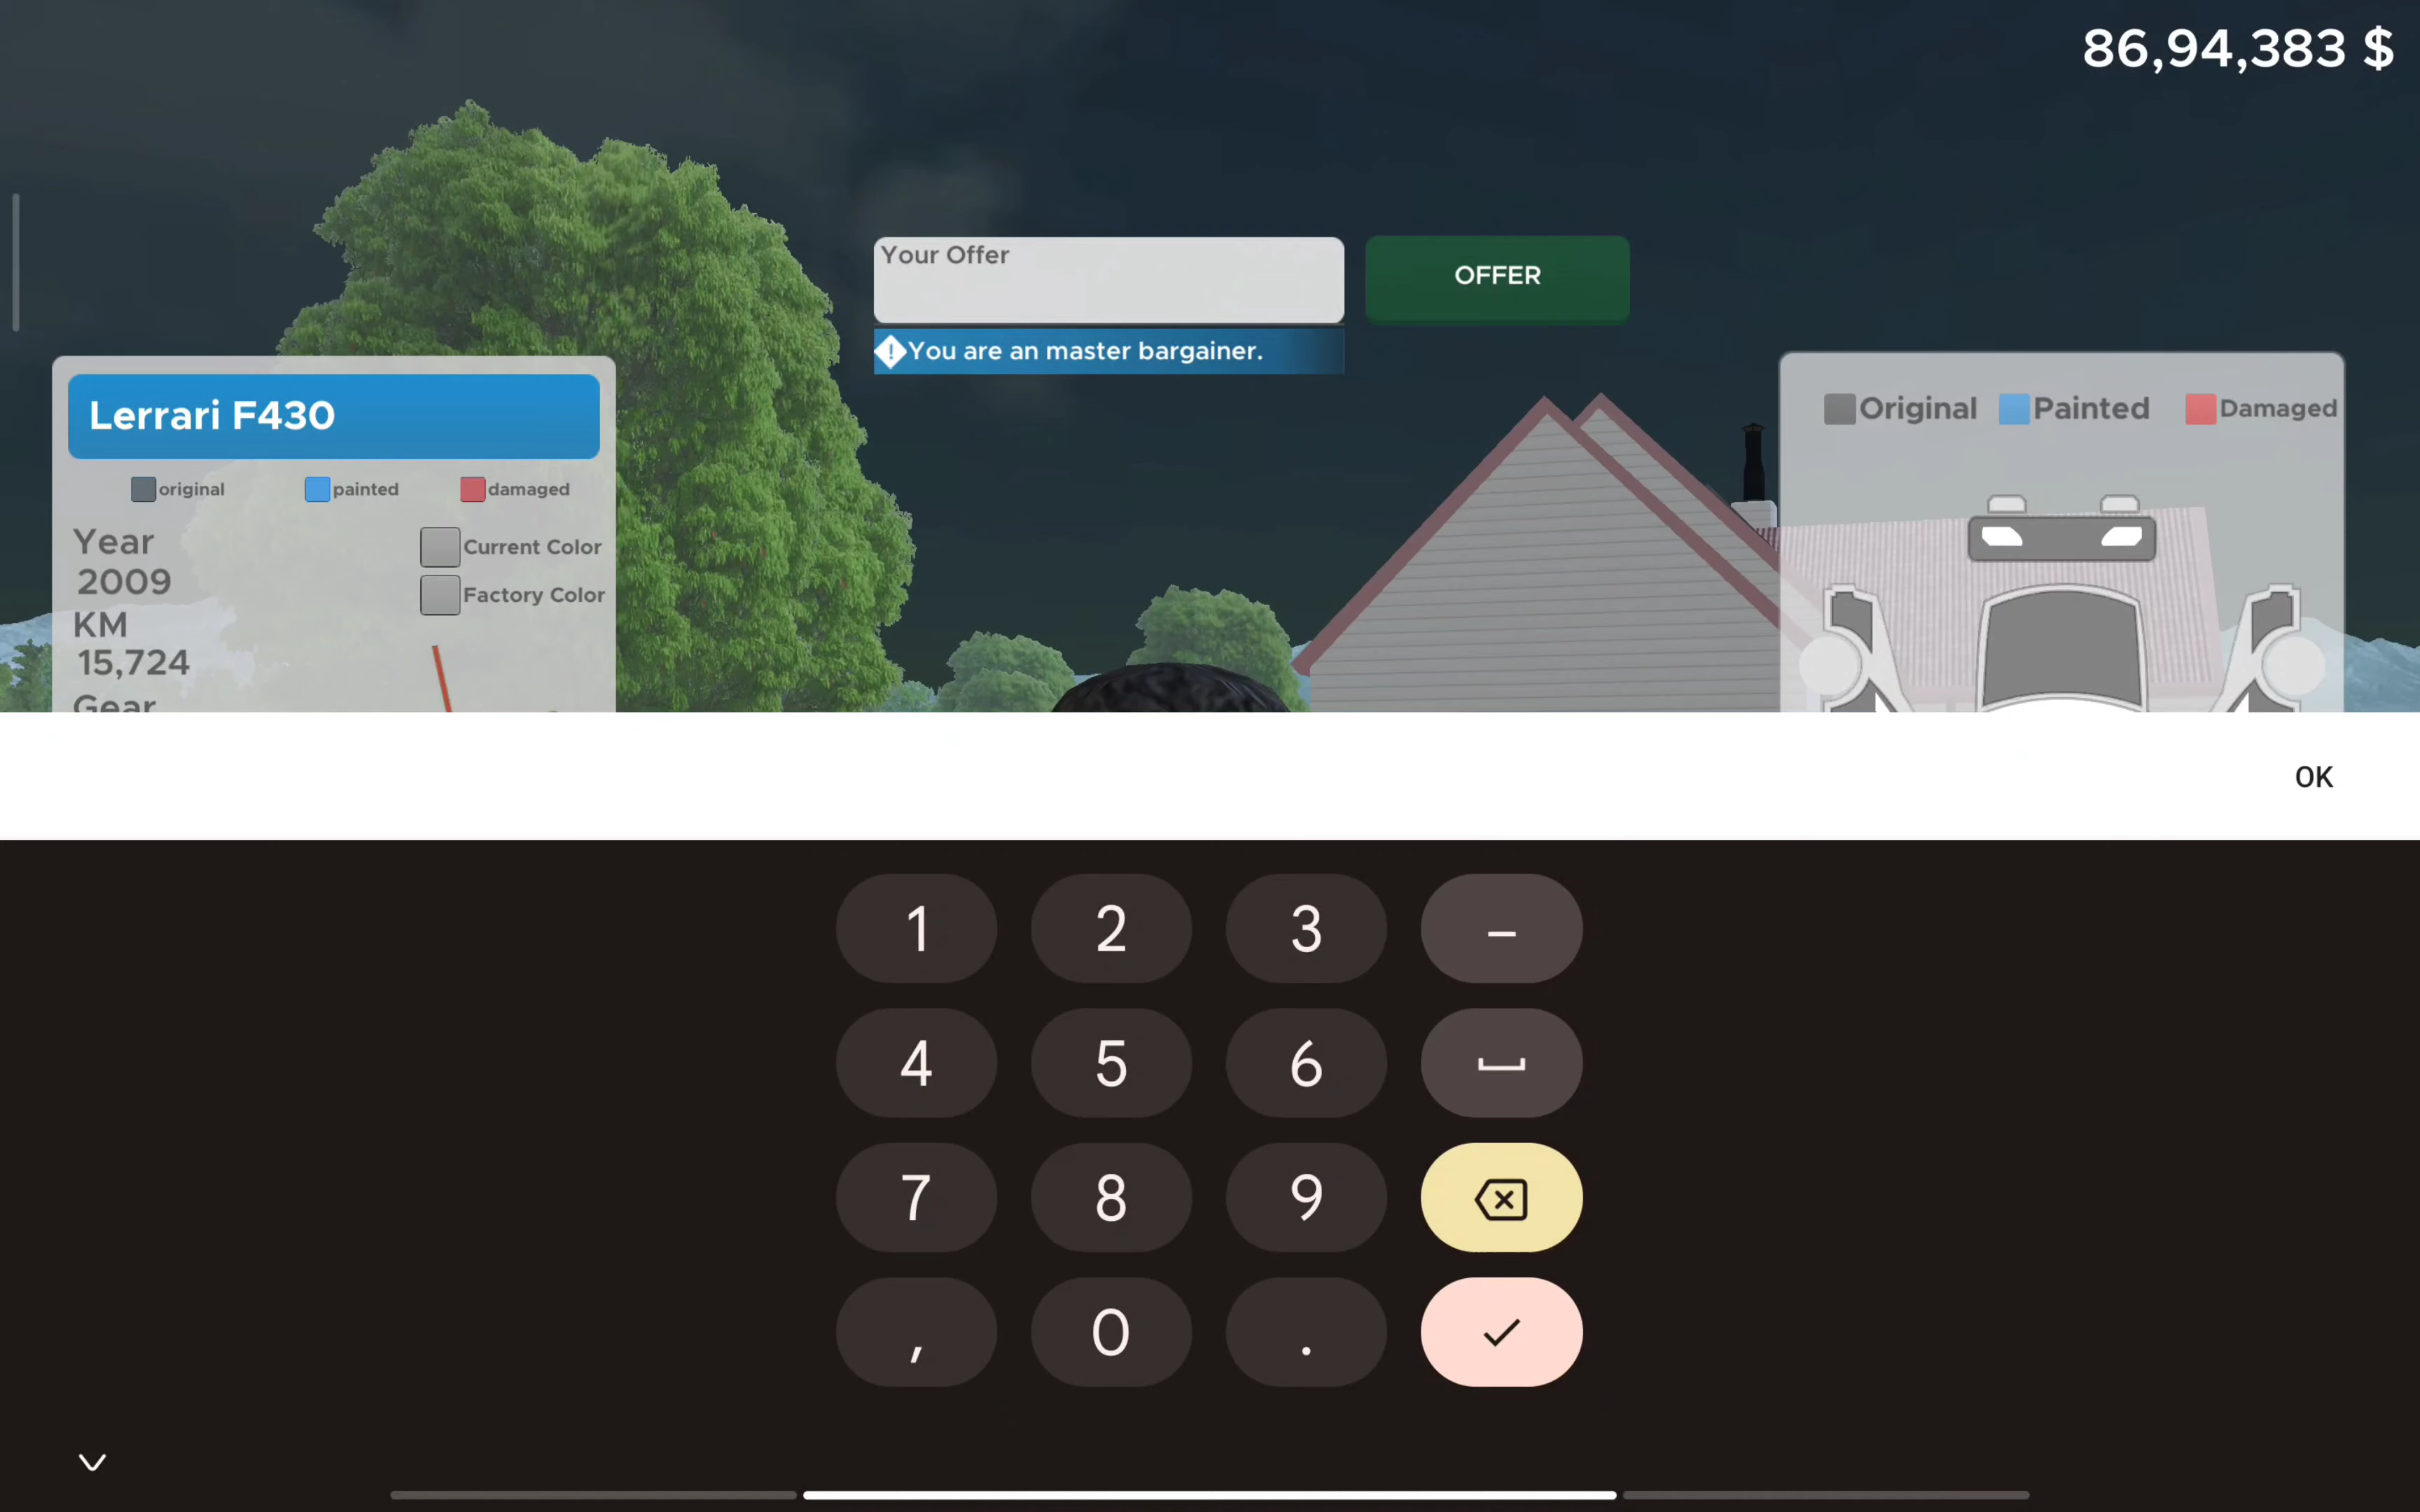 86,94,383 $
Your Offer
OFFER
You are an master bargainer.
Lerrari F430
original painted damaged
Year
2009
KM
15,724
Gear
Current Color
Factory Color
Original Painted Damaged
OK
1 2 3 –
4 5 6
7 8 9
, 0 .